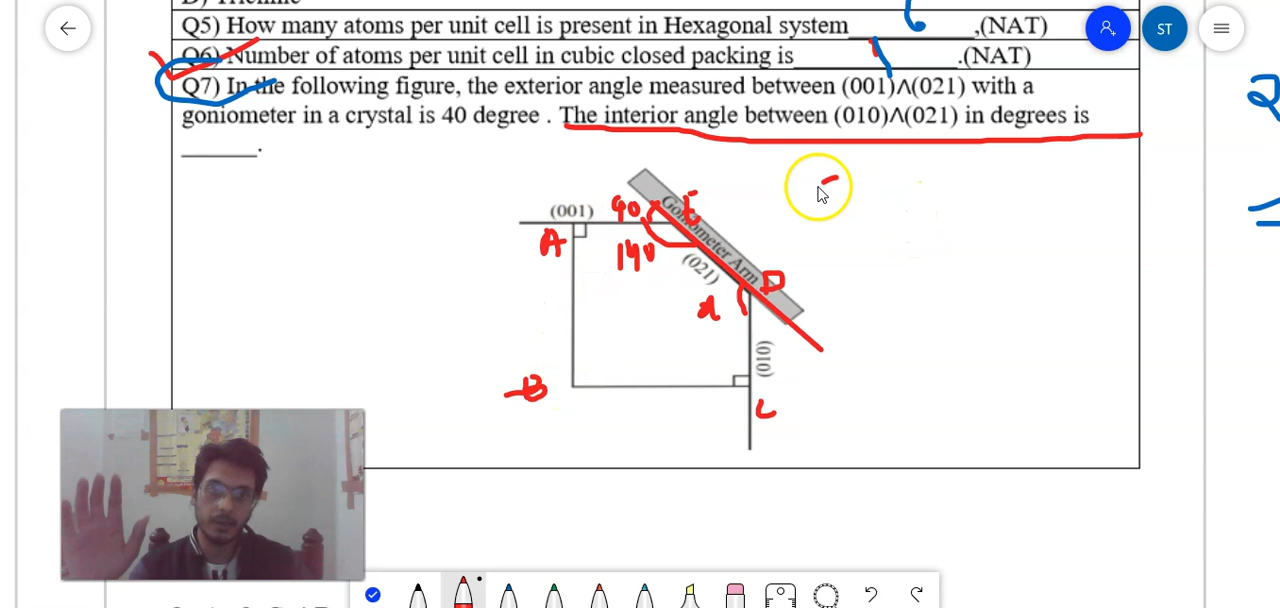 Q5) How many atoms per unit cell is present in Hexagonal system________,(NAT)
6
ST
Q6) Number of atoms per unit cell in cubic closed packing is________.(NAT)
Q7) In the following figure, the exterior angle measured between (001)∧(021) with a
goniometer in a crystal is 40 degree . The interior angle between (010)∧(021) in degrees is
______.
(001)
40
E
Goniometer Arm
A
140
(021)
D
x
(010)
B
C